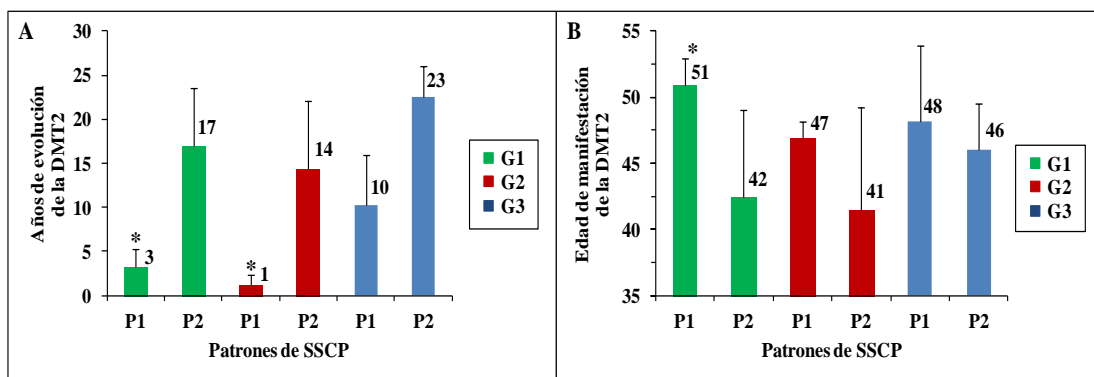 A
Años de evolución
de la DMT2
30
25
20
15
10
5
0
* 3
17
* 1
14
10
23
P1 P2 P1 P2 P1 P2
Patrones de SSCP
G1
G2
G3
B
Edad de manifestación
de la DMT2
55
50
45
40
35
* 51
42
47
41
48
46
P1 P2 P1 P2 P1 P2
Patrones de SSCP
G1
G2
G3